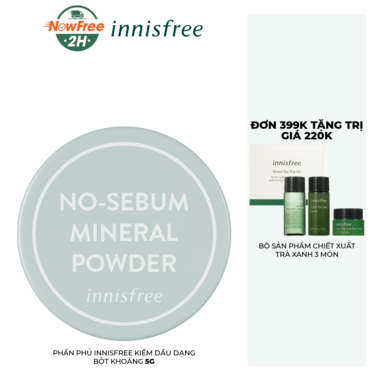 NowFree
2H
innisfree
ĐƠN 399K TẶNG TRỊ
GIÁ 220K
innisfree
NO-SEBUM
MINERAL
POWDER
innisfree
BỘ SẢN PHẨM CHIẾT XUẤT
TRÀ XANH 3 MÓN
PHẤN PHỦ INNISFREE KIỀM DẦU DẠNG
BỘT KHOÁNG 5G